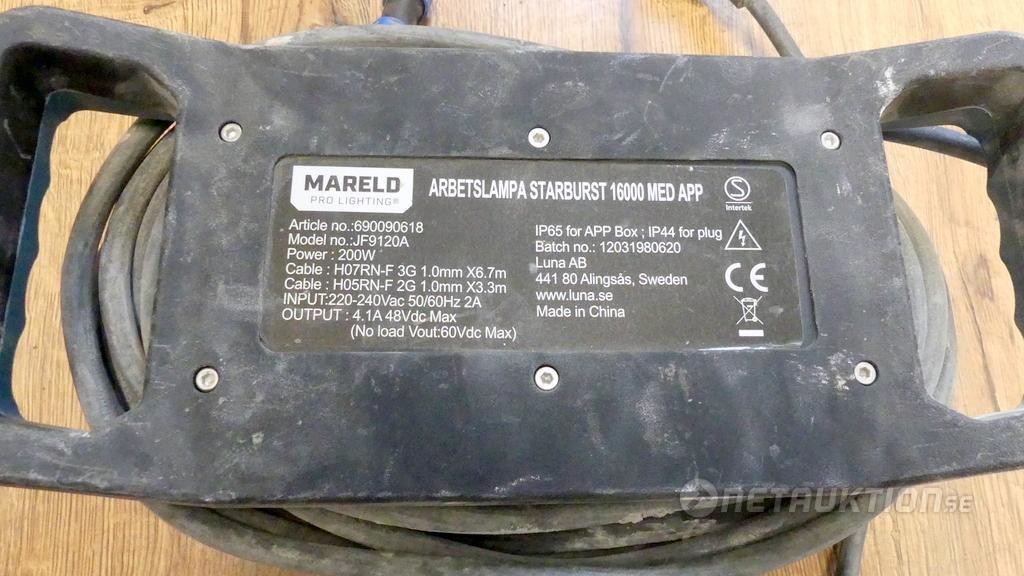 MARELD
PRO LIGHTING®
ARBETSLAMPA STARBURST 16000 MED APP
S
Intertek
Article no.:690090618
Model no.:JF9120A
Power : 200W
Cable : H07RN-F 3G 1.0mm X6.7m
Cable : H05RN-F 2G 1.0mm X3.3m
INPUT:220-240Vac 50/60Hz 2A
OUTPUT : 4.1A 48Vdc Max
(No load Vout:60Vdc Max)
IP65 for APP Box ; IP44 for plug
Batch no.: 12031980620
Luna AB
441 80 Alingsås, Sweden
www.luna.se
Made in China
CE
NETAUKTION.SE